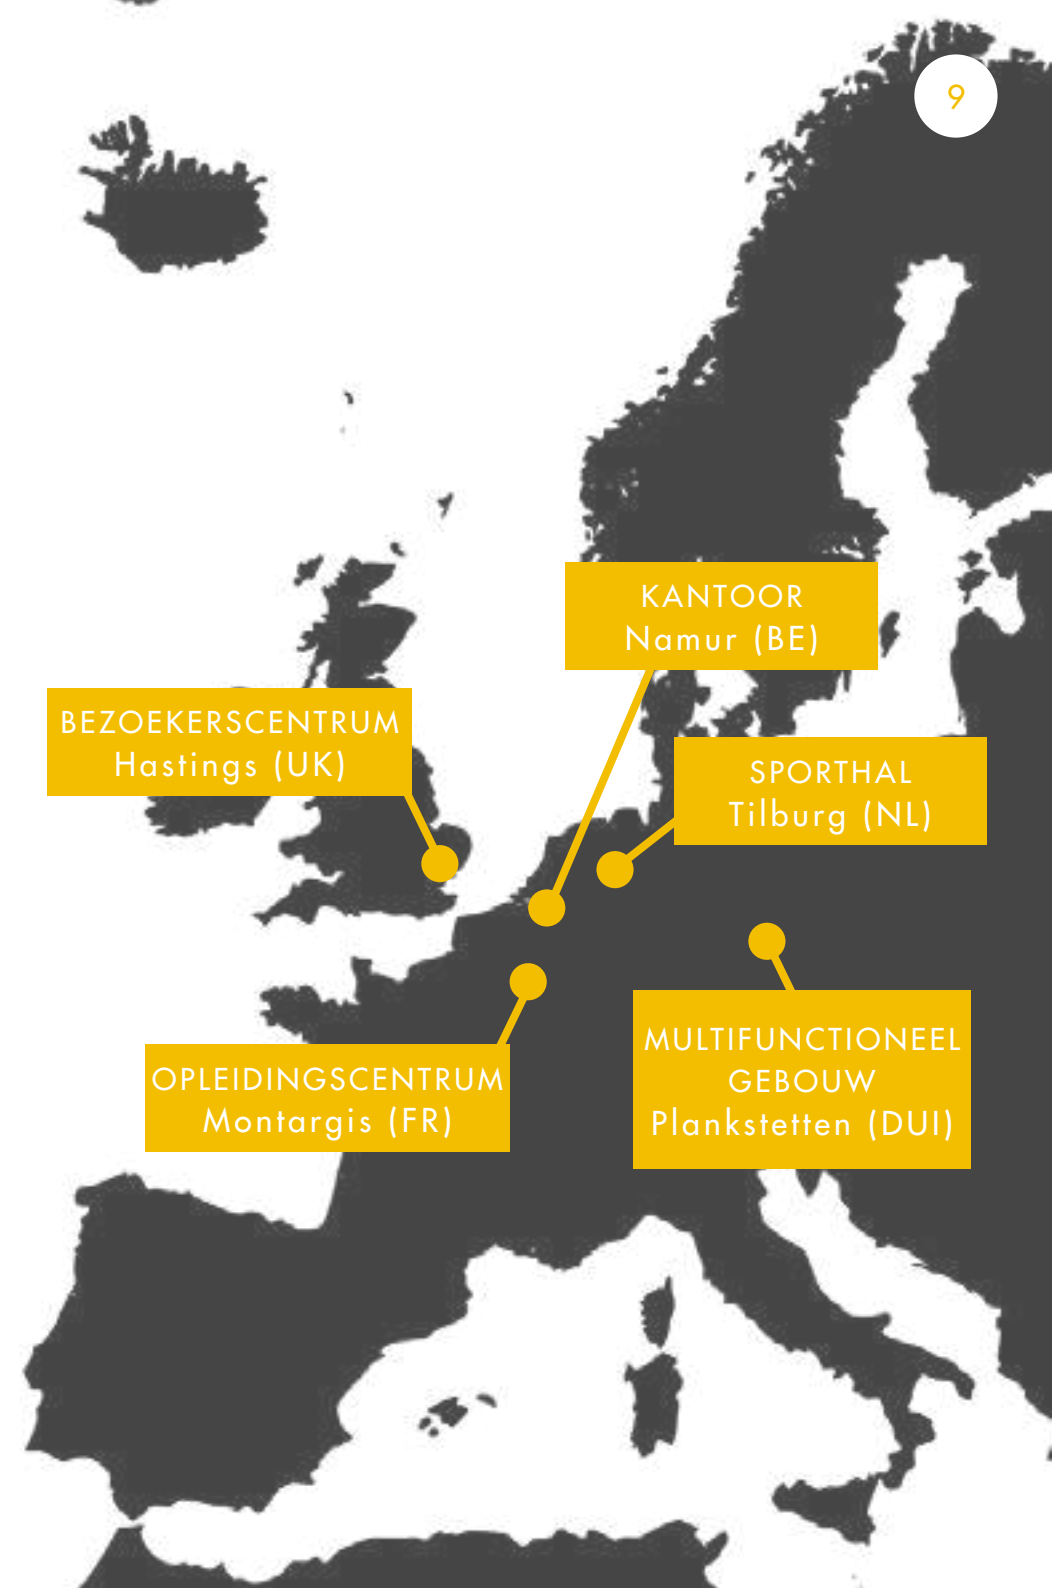 9
KANTOOR
Namur (BE)
BEZOEKERSCENTRUM
Hastings (UK)
SPORTHAL
Tilburg (NL)
MULTIFUNCTIONEEL
GEBOUW
Plankstetten (DUI)
OPLEIDINGSCENTRUM
Montargis (FR)